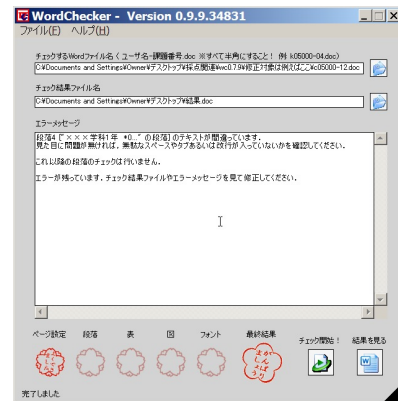 WordChecker - Version 0.9.9.34831
ファイル(F) ヘルプ(H)
チェックするWordファイル名（ユーザ名-課題番号.doc ※すべて半角にすること！ 例 k05000-04.doc）
C:¥Documents and Settings¥Owner¥デスクトップ¥採点関連¥wc0.7.9¥修正対象は例えばここ¥c05000-12.doc
チェック結果ファイル名
C:¥Documents and Settings¥Owner¥デスクトップ¥結果.doc
エラーメッセージ
段落4 ["×××学科1年 *0..." の段落] のテキストが間違っています.
見た目に問題が無ければ, 無駄なスペースやタブあるいは改行が入っていないかを確認してください.
これ以降の段落のチェックは行いません.
エラーが残っています. チェック結果ファイルやエラーメッセージを見て修正してください.
ページ設定 段落 表 図 フォント 最終結果 チェック開始！ 結果を見る
がんばりましょう
完了しました